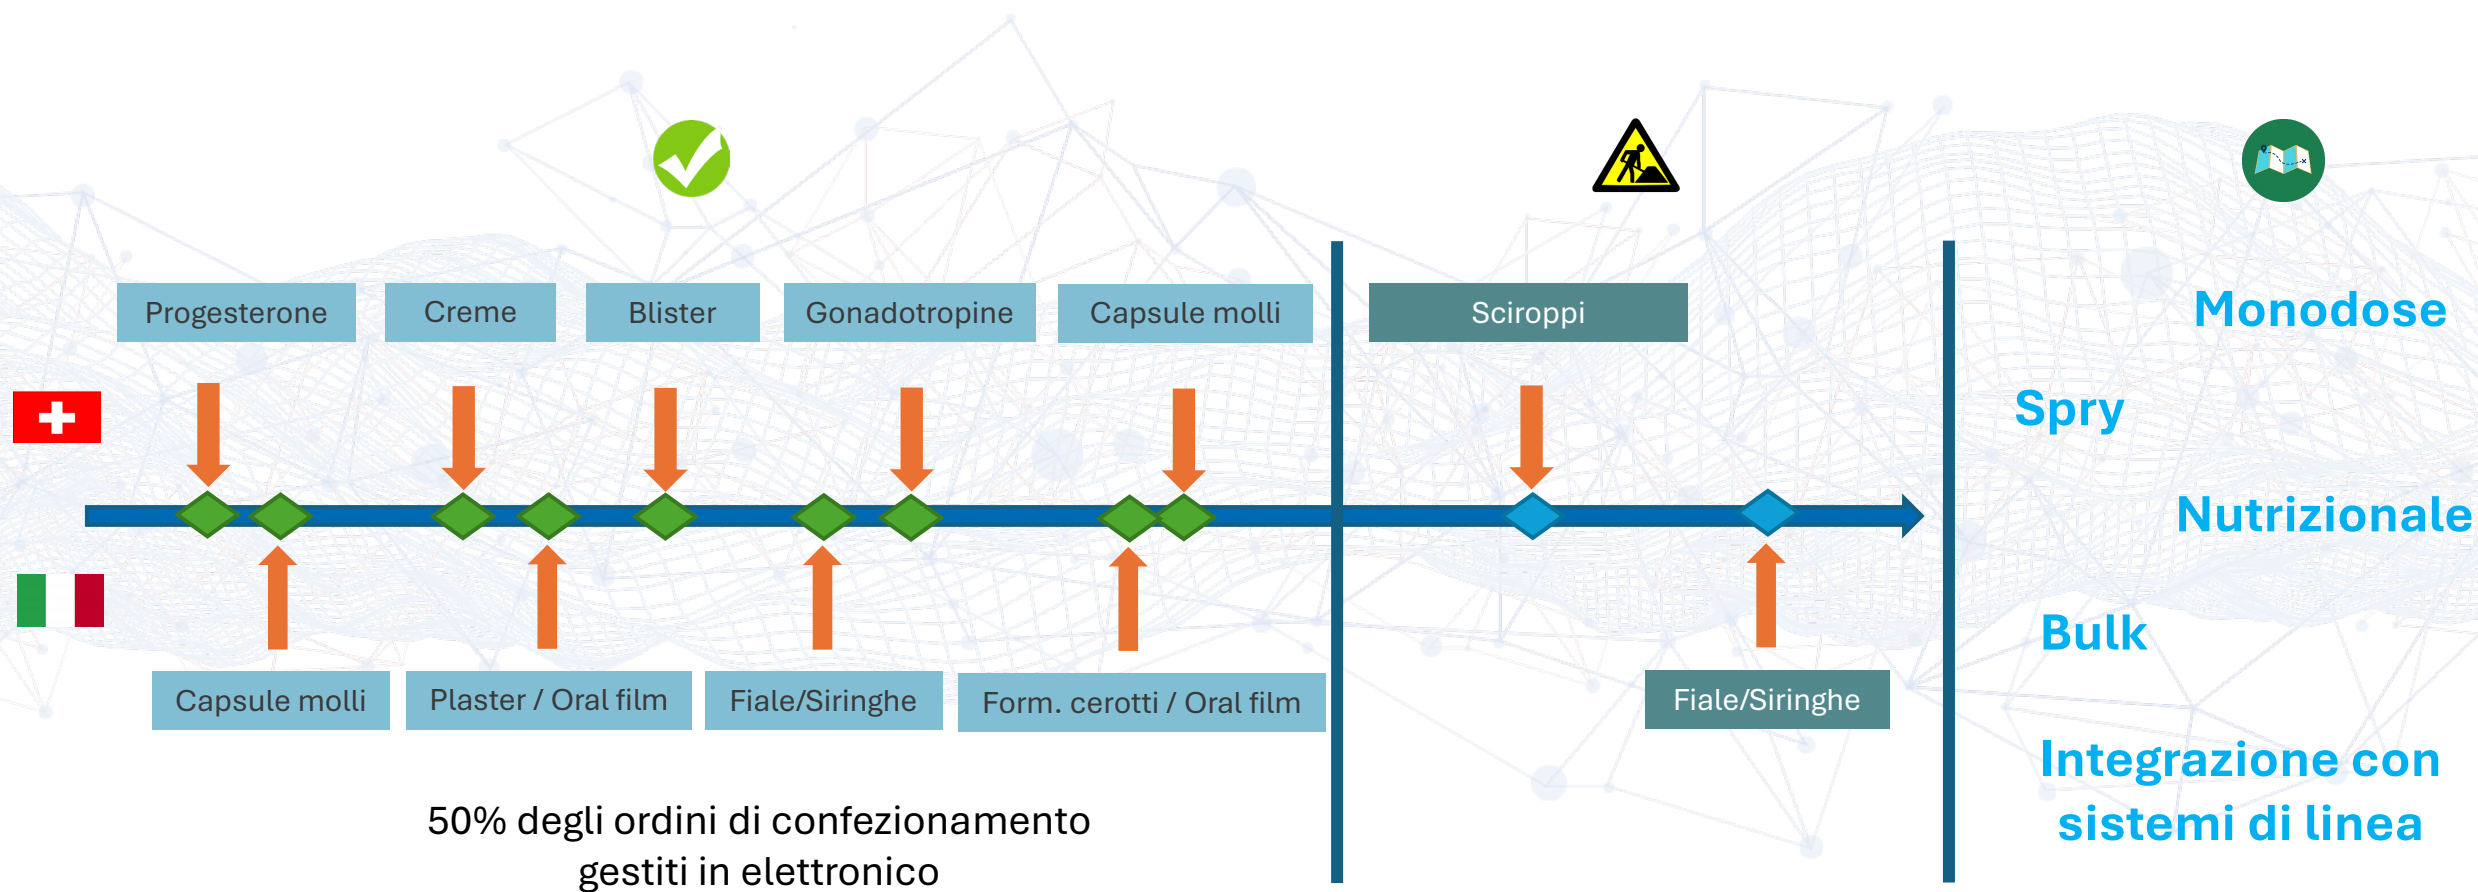 Progesterone
Creme
Blister
Gonadotropine
Capsule molli
Sciroppi
Monodose
Spry
Nutrizionale
Bulk
Capsule molli
Plaster / Oral film
Fiale/Siringhe
Form. cerotti / Oral film
Fiale/Siringhe
Integrazione con
sistemi di linea
50% degli ordini di confezionamento
gestiti in elettronico